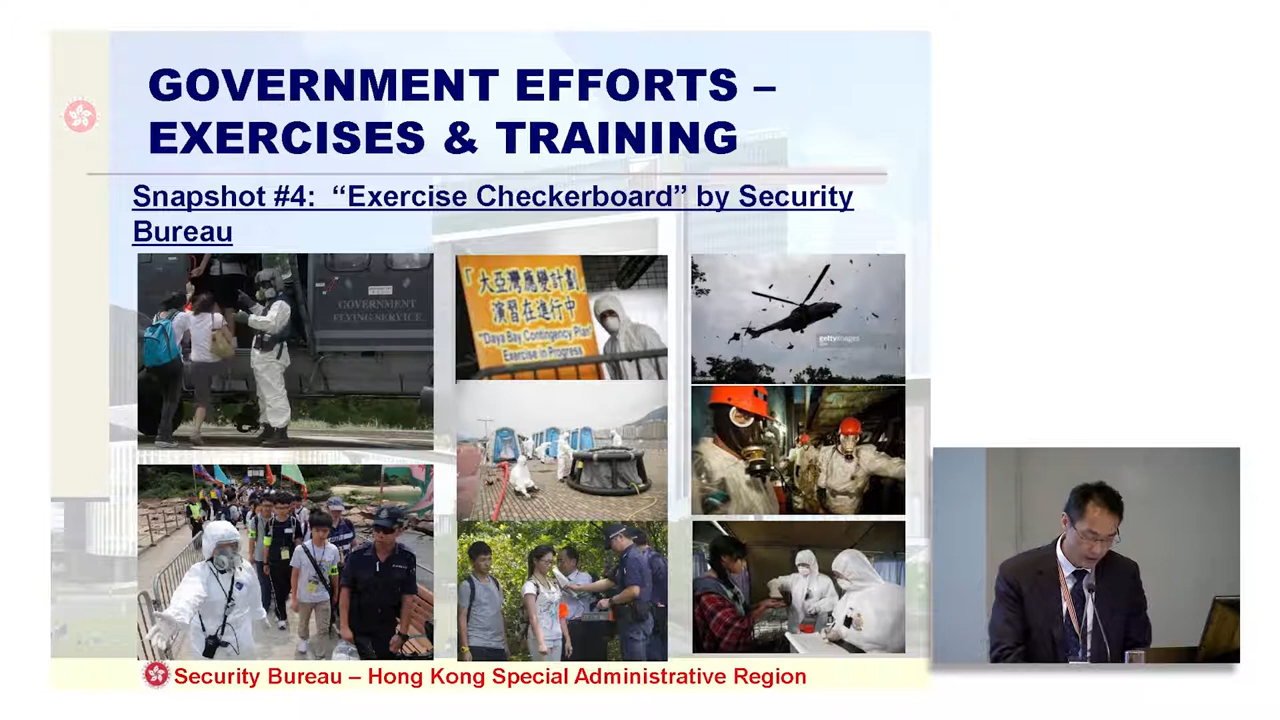 GOVERNMENT EFFORTS –
EXERCISES & TRAINING
Snapshot #4: “Exercise Checkerboard” by Security
Bureau
GOVERNMENT
FLYING SERVICE
「大亞灣應變計劃」
演習在進行中
"Daya Bay Contingency Plan"
Exercise in Progress
gettyimages
Security Bureau – Hong Kong Special Administrative Region